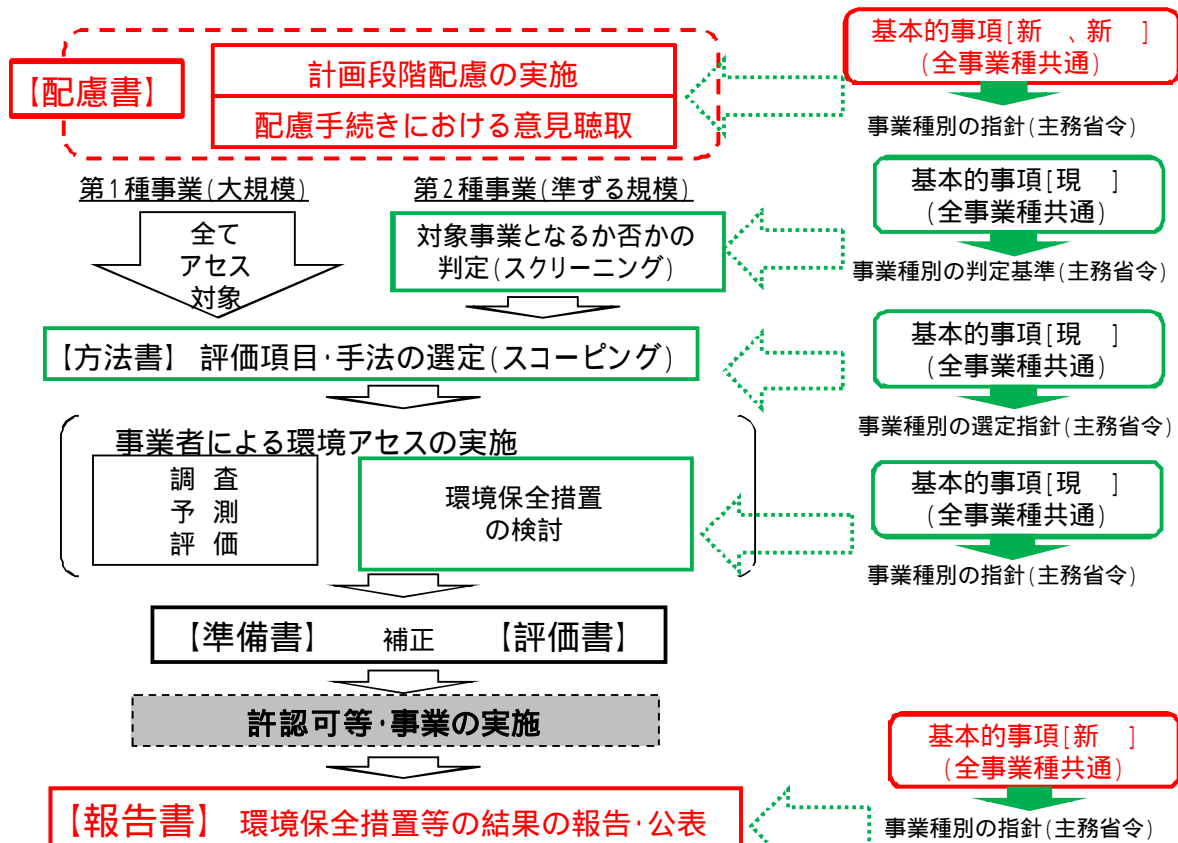 【配慮書】
計画段階配慮の実施
配慮手続きにおける意見聴取
基本的事項[新　、新　]
(全事業種共通)
事業種別の指針(主務省令)
第1種事業(大規模)
第2種事業(準ずる規模)
全て
アセス
対象
対象事業となるか否かの
判定(スクリーニング)
基本的事項[現　]
(全事業種共通)
事業種別の判定基準(主務省令)
【方法書】 評価項目·手法の選定(スコーピング)
基本的事項[現　]
(全事業種共通)
事業種別の選定指針(主務省令)
事業者による環境アセスの実施
調 査
予 測
評 価
環境保全措置
の検討
基本的事項[現　]
(全事業種共通)
事業種別の指針(主務省令)
【準備書】 補正 【評価書】
許認可等·事業の実施
基本的事項[新　]
(全事業種共通)
事業種別の指針(主務省令)
【報告書】 環境保全措置等の結果の報告·公表